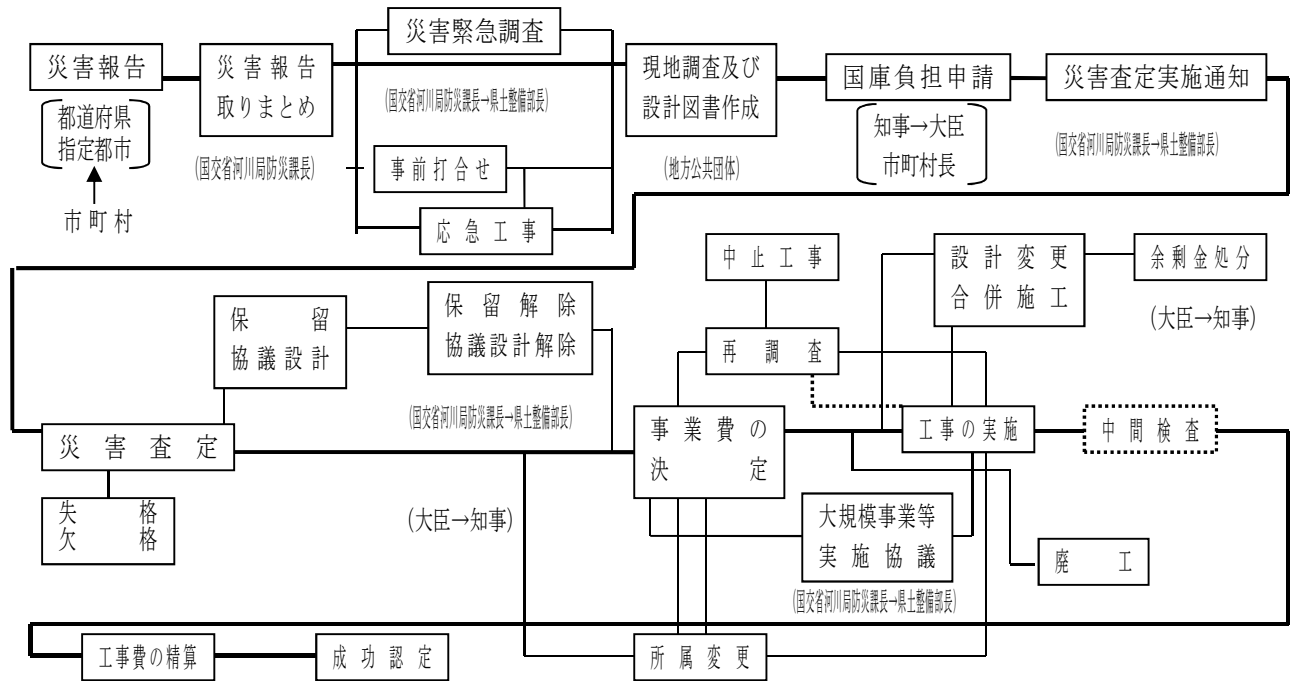 災害緊急調査
災害報告
災害報告
取りまとめ
現地調査及び
設計図書作成
国庫負担申請
災害査定実施通知
都道府県
指定都市
市町村
(国交省河川局防災課長)
(国交省河川局防災課長→県土整備部長)
事前打合せ
応急工事
(地方公共団体)
知事→大臣
市町村長
(国交省河川局防災課長→県土整備部長)
中止工事
設計変更
合併施工
余剰金処分
(大臣→知事)
保留
協議設計
保留解除
協議設計解除
再調査
(国交省河川局防災課長→県土整備部長)
災害査定
事業費の
決定
工事の実施
中間検査
失格
欠格
(大臣→知事)
大規模事業等
実施協議
(国交省河川局防災課長→県土整備部長)
廃工
工事費の精算
成功認定
所属変更